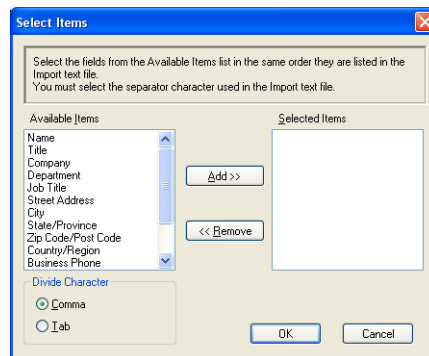 Select Items
Select the fields from the Available Items list in the same order they are listed in the
Import text file.
You must select the separator character used in the Import text file.
Available Items
Selected Items
Name
Title
Company
Department
Job Title
Street Address
City
State/Province
Zip Code/Post Code
Country/Region
Business Phone
Add >>
<< Remove
Divide Character
Comma
Tab
OK
Cancel